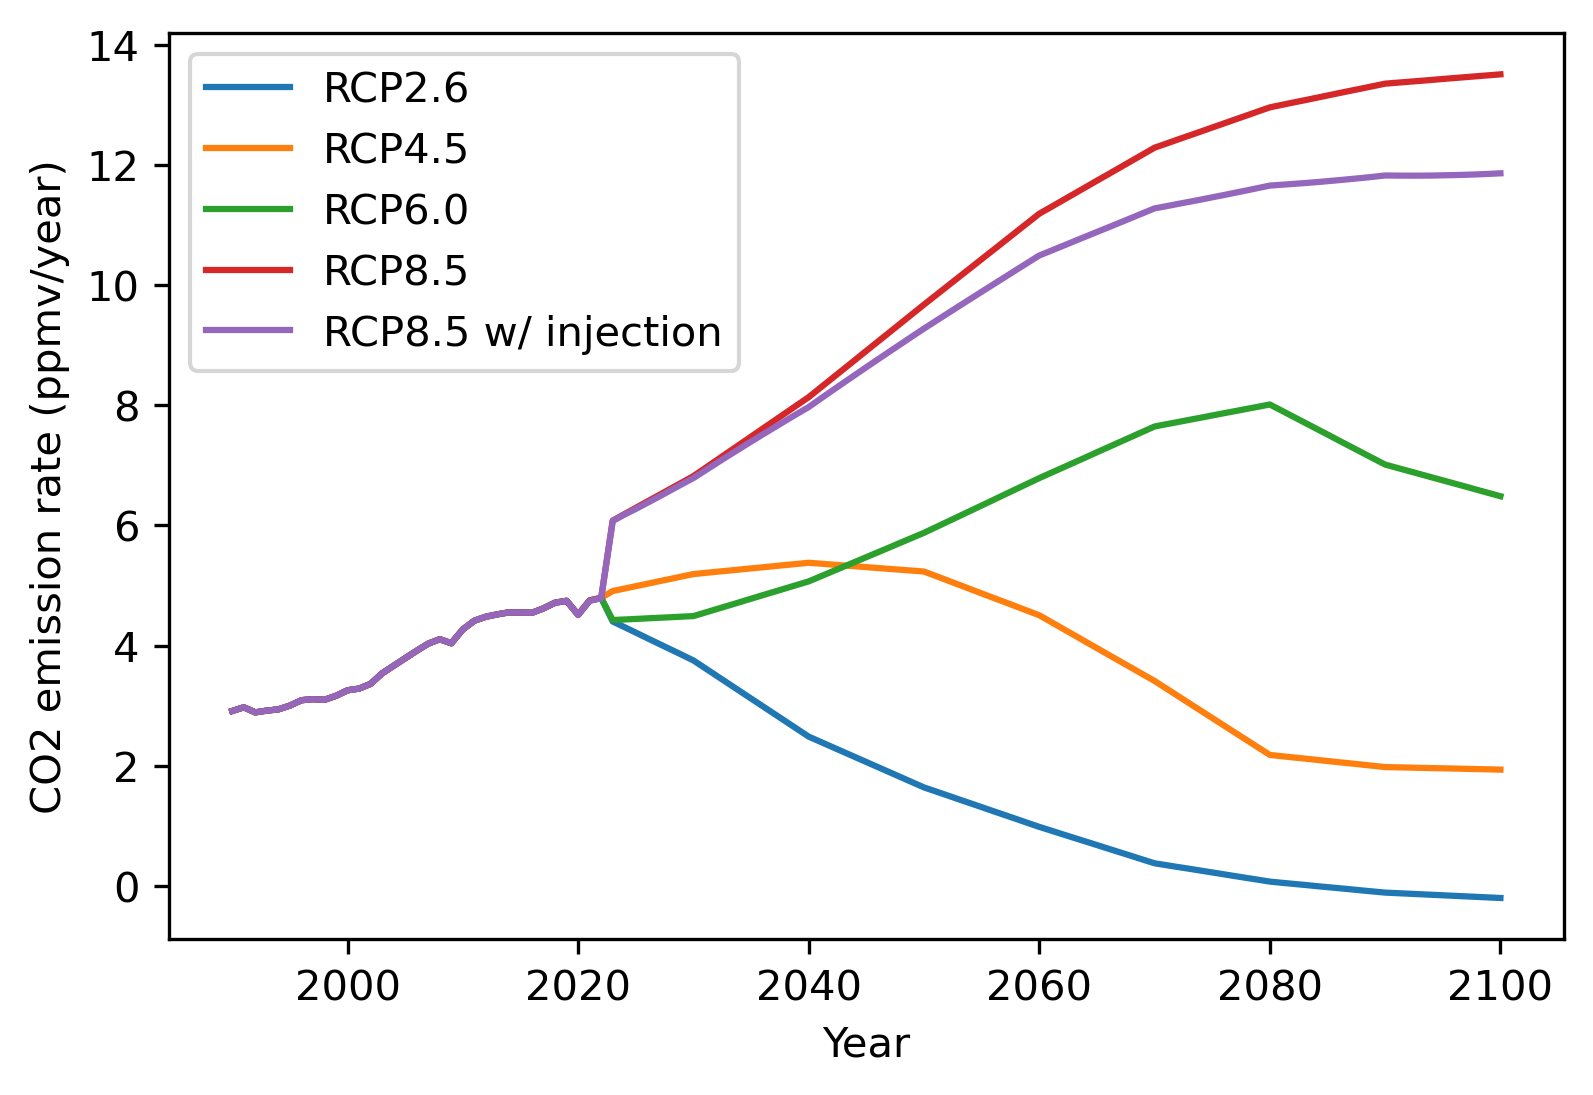 14
12
10
8
6
4
2
0
CO2 emission rate (ppmv/year)
RCP2.6
RCP4.5
RCP6.0
RCP8.5
RCP8.5 w/ injection
2000 2020 2040 2060 2080 2100
Year